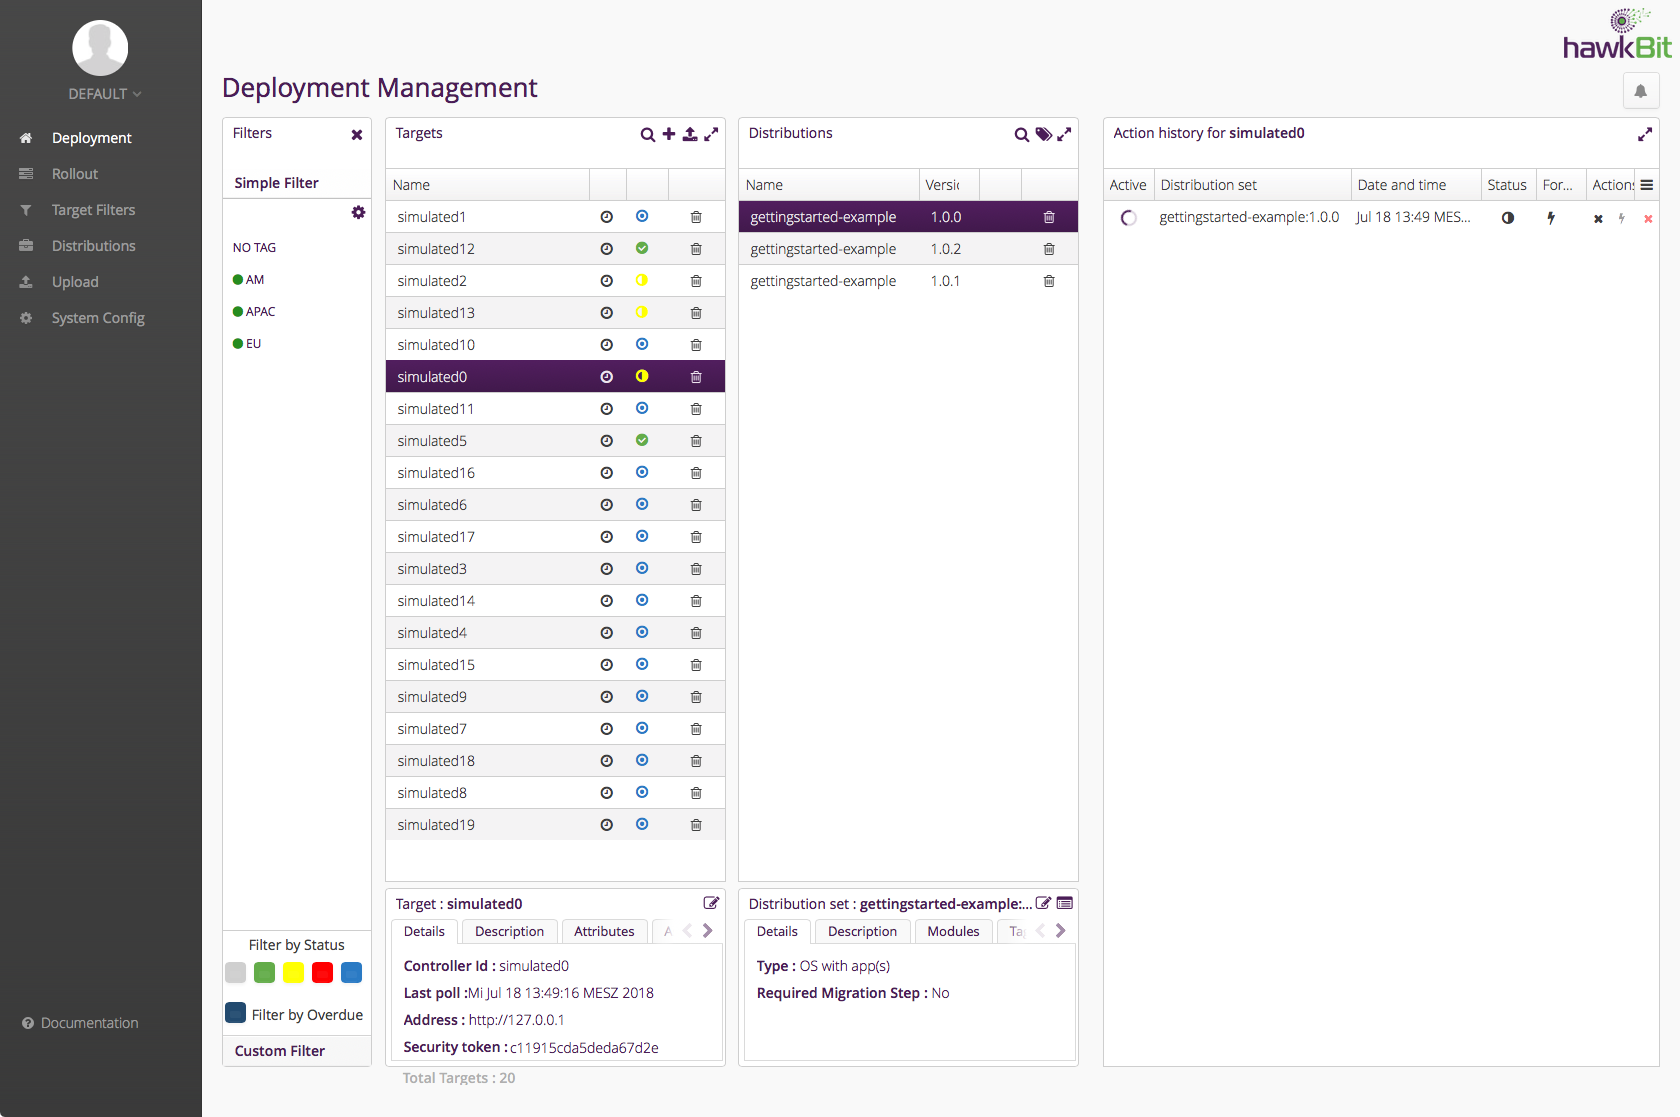 hawkBit
DEFAULT
Deployment
Rollout
Target Filters
Distributions
Upload
System Config
Documentation
Deployment Management
Filters
Simple Filter
NO TAG
AM
APAC
EU
Filter by Status
Filter by Overdue
Custom Filter
Targets
Name
simulated1
simulated12
simulated2
simulated13
simulated10
simulated0
simulated11
simulated5
simulated16
simulated6
simulated17
simulated3
simulated14
simulated4
simulated15
simulated9
simulated7
simulated18
simulated8
simulated19
Target : simulated0
Details Description Attributes A
Controller Id : simulated0
Last poll :Mi Jul 18 13:49:16 MESZ 2018
Address : http://127.0.0.1
Security token : c11915cda5deda67d2e
Total Targets : 20
Distributions
Name Versic
gettingstarted-example 1.0.0
gettingstarted-example 1.0.2
gettingstarted-example 1.0.1
Distribution set : gettingstarted-example:...
Details Description Modules Ta
Type : OS with app(s)
Required Migration Step : No
Action history for simulated0
Active Distribution set Date and time Status For... Actions
gettingstarted-example:1.0.0 Jul 18 13:49 MES...